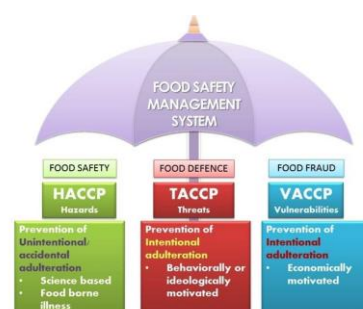 FOOD SAFETY
MANAGEMENT
SYSTEM
FOOD SAFETY
HACCP
Hazards
Prevention of
Unintentional/
accidental
adulteration
• Science based
• Food borne
illness
FOOD DEFENCE
TACCP
Threats
Prevention of
Intentional
adulteration
• Behaviorally or
ideologically
motivated
FOOD FRAUD
VACCP
Vulnerabilities
Prevention of
Intentional
adulteration
• Economically
motivated